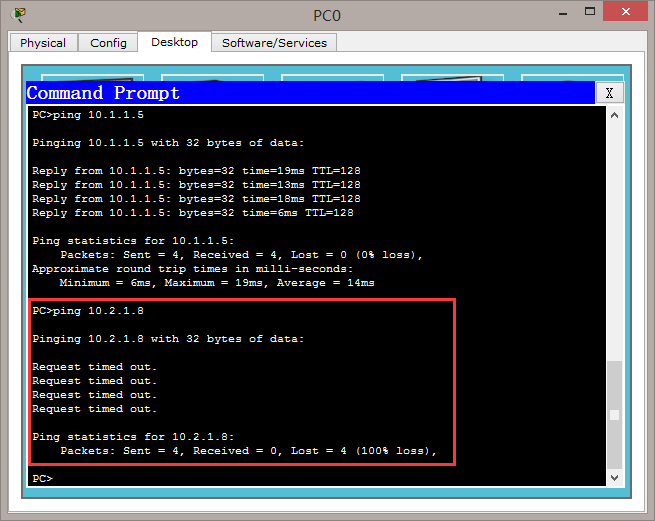 PC0
Physical Config Desktop Software/Services
Command Prompt X
PC>ping 10.1.1.5
Pinging 10.1.1.5 with 32 bytes of data:
Reply from 10.1.1.5: bytes=32 time=19ms TTL=128
Reply from 10.1.1.5: bytes=32 time=13ms TTL=128
Reply from 10.1.1.5: bytes=32 time=18ms TTL=128
Reply from 10.1.1.5: bytes=32 time=6ms TTL=128
Ping statistics for 10.1.1.5:
Packets: Sent = 4, Received = 4, Lost = 0 (0% loss),
Approximate round trip times in milli-seconds:
Minimum = 6ms, Maximum = 19ms, Average = 14ms
PC>ping 10.2.1.8
Pinging 10.2.1.8 with 32 bytes of data:
Request timed out.
Request timed out.
Request timed out.
Request timed out.
Ping statistics for 10.2.1.8:
Packets: Sent = 4, Received = 0, Lost = 4 (100% loss),
PC>